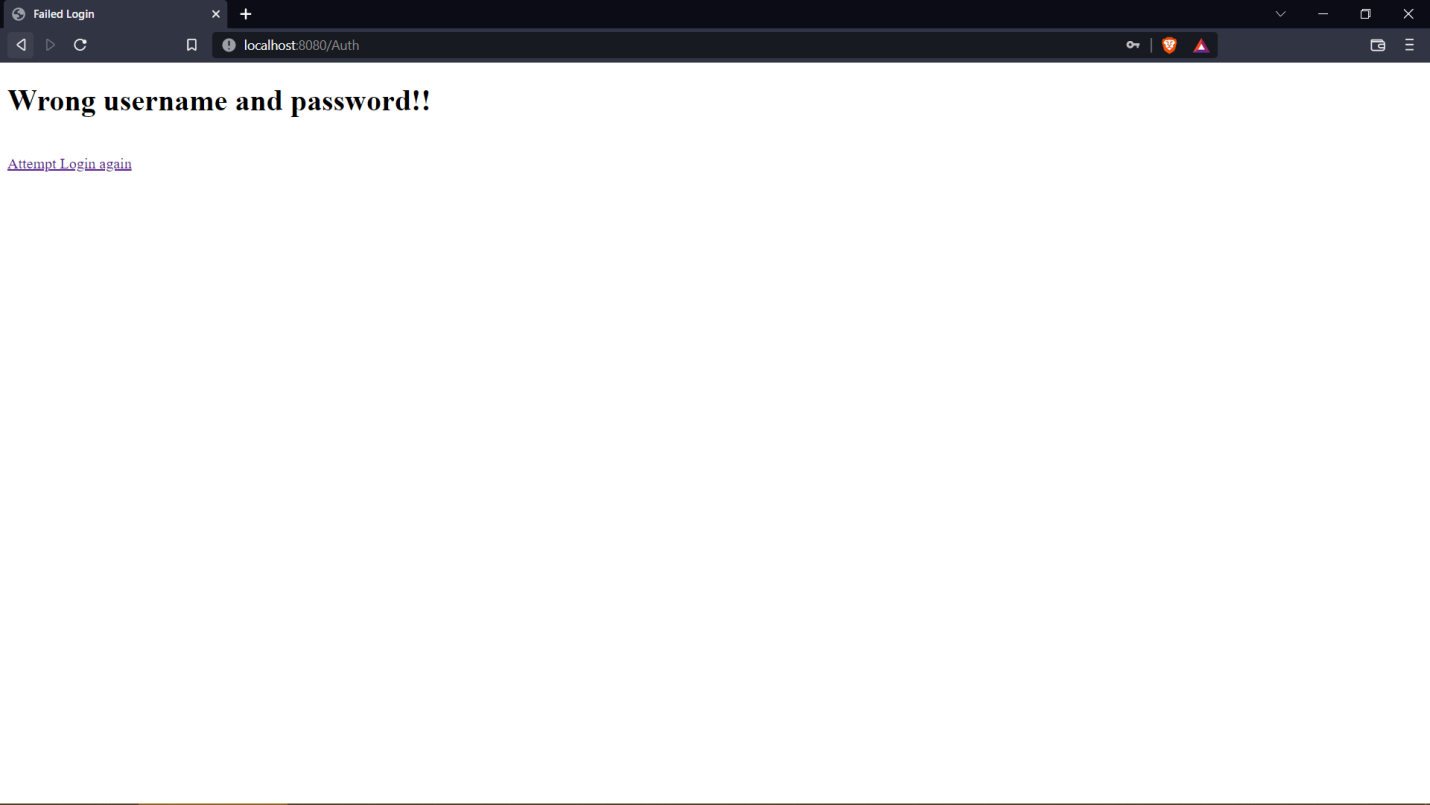 Failed Login
localhost:8080/Auth
Wrong username and password!!
Attempt Login again